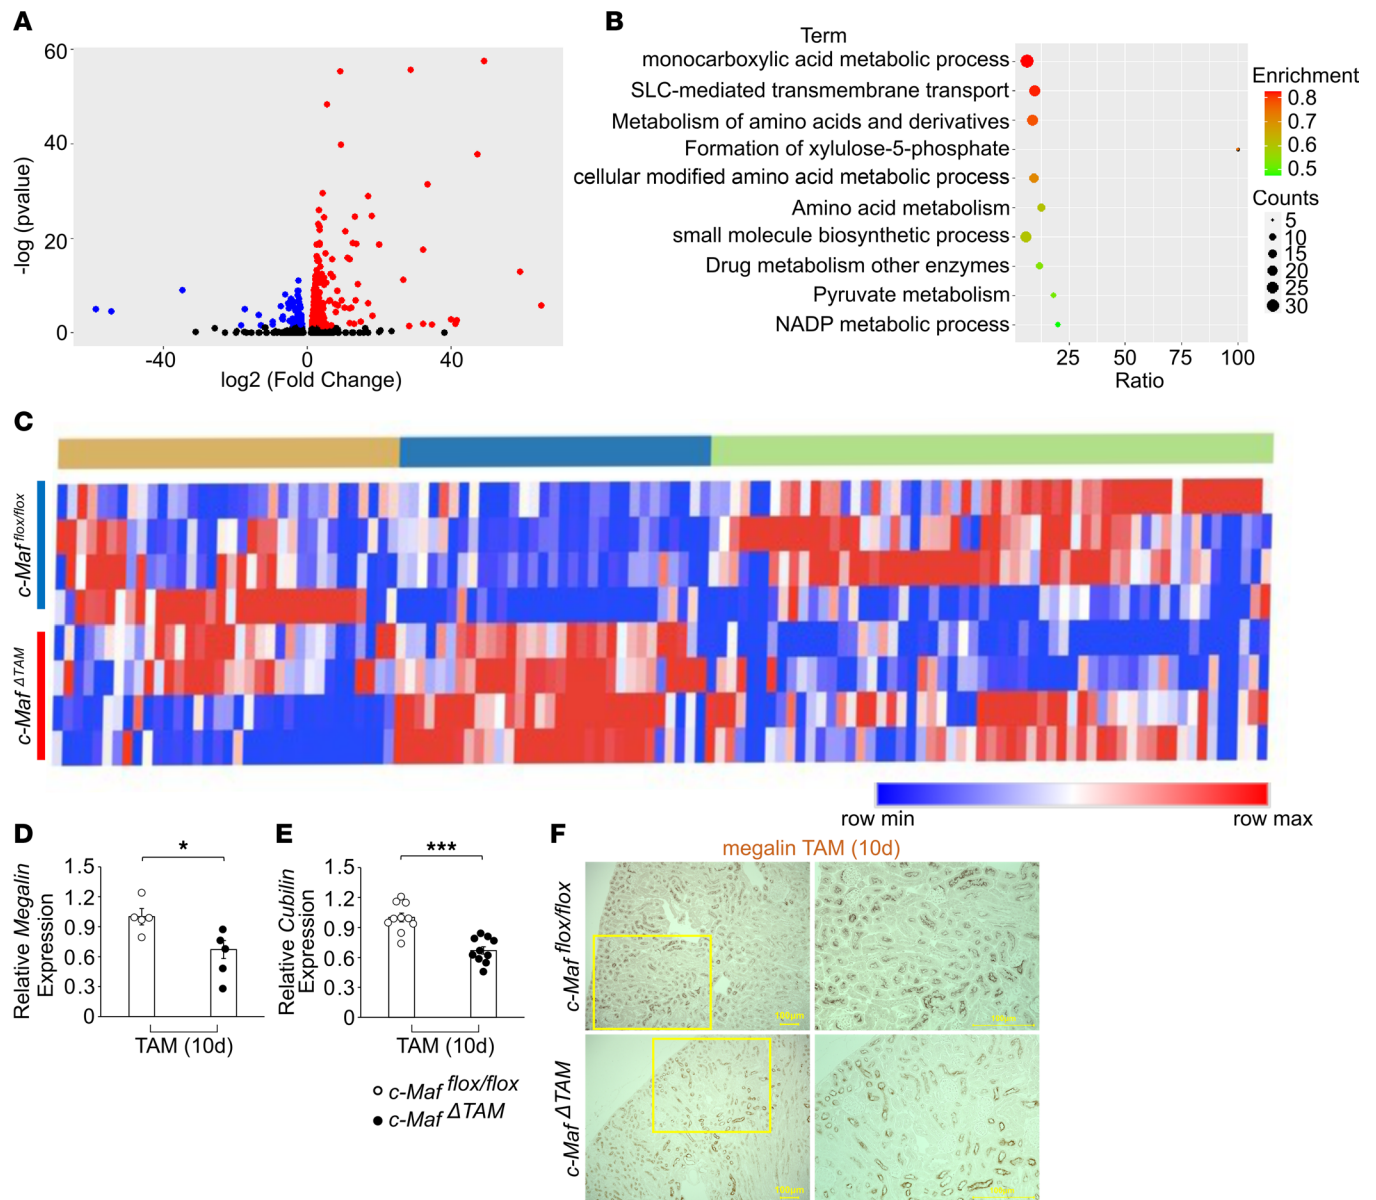 A
60
40
20
0
-log (pvalue)
-40
0
40
log2 (Fold Change)
B
Term
monocarboxylic acid metabolic process
SLC-mediated transmembrane transport
Metabolism of amino acids and derivatives
Formation of xylulose-5-phosphate
cellular modified amino acid metabolic process
Amino acid metabolism
small molecule biosynthetic process
Drug metabolism other enzymes
Pyruvate metabolism
NADP metabolic process
25
50
75
100
Ratio
Enrichment
0.8
0.7
0.6
0.5
Counts
5
10
15
20
25
30
C
c-Maf flox/flox
c-Maf ΔTAM
row min
row max
D
Relative Megalin
Expression
1.5
1.2
0.9
0.6
0.3
0
*
TAM (10d)
E
Relative Cubilin
Expression
1.5
1.2
0.9
0.6
0.3
0
***
TAM (10d)
c-Maf flox/flox
c-Maf ΔTAM
F
megalin TAM (10d)
c-Maf flox/flox
100µm
100µm
c-Maf ΔTAM
100µm